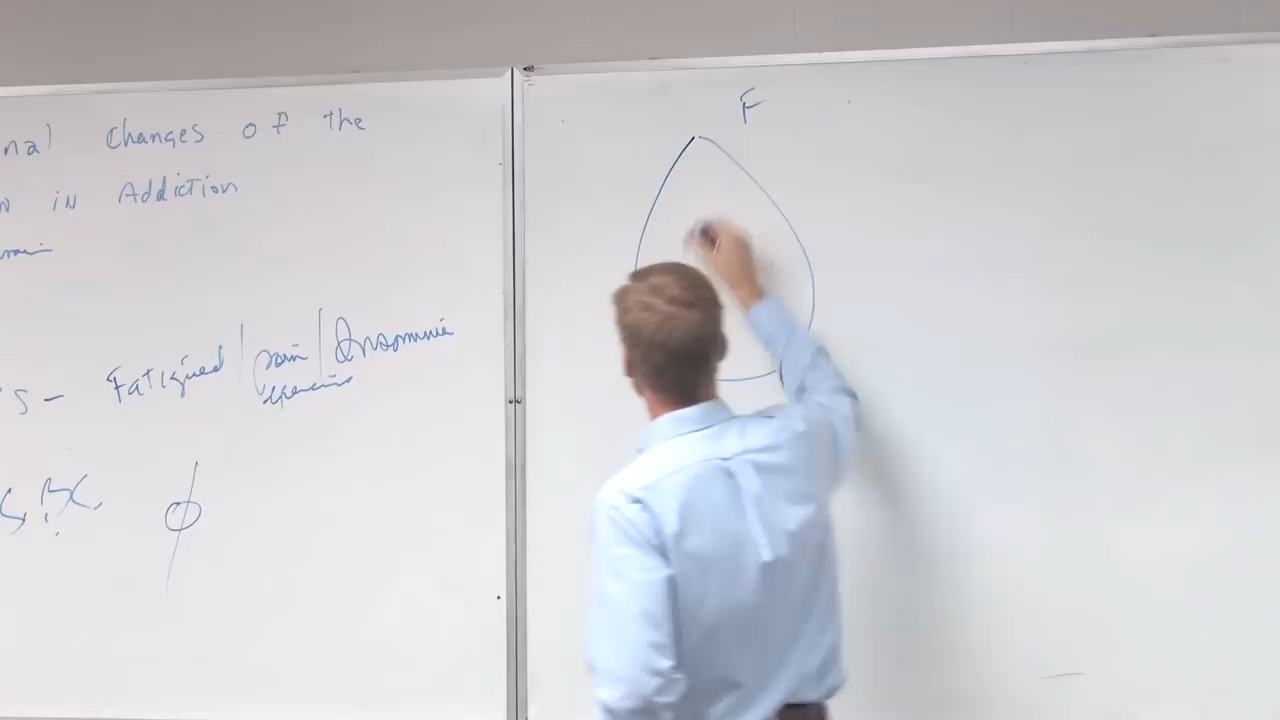 nal Changes of the
N iN Addiction
S - Fatigued / pain / Insomnia
S, B.C. φ
F